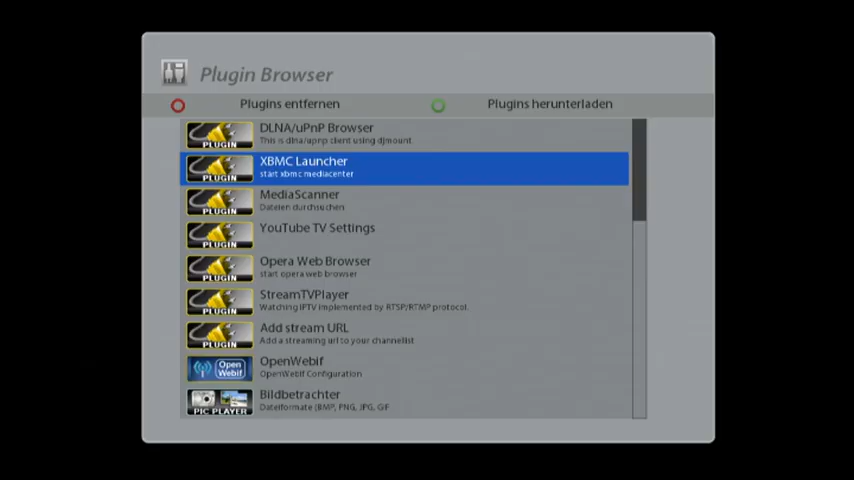 Plugin Browser
Plugins entfernen
Plugins herunterladen
PLUGIN
DLNA/uPnP Browser
This is dlna/upnp client using djmount
PLUGIN
XBMC Launcher
start xbmc mediacenter
PLUGIN
MediaScanner
Dateien durchsuchen
PLUGIN
YouTube TV Settings
PLUGIN
Opera Web Browser
start opera web browser
PLUGIN
StreamTVPlayer
Watching IPTV implemented by RTSP/RTMP protocol.
PLUGIN
Add stream URL
Add a streaming url to your channellist
Open
Webif
OpenWebif
OpenWebif Configuration
PIC PLAYER
Bildbetrachter
Dateiformate (BMP, PNG, JPG, GIF